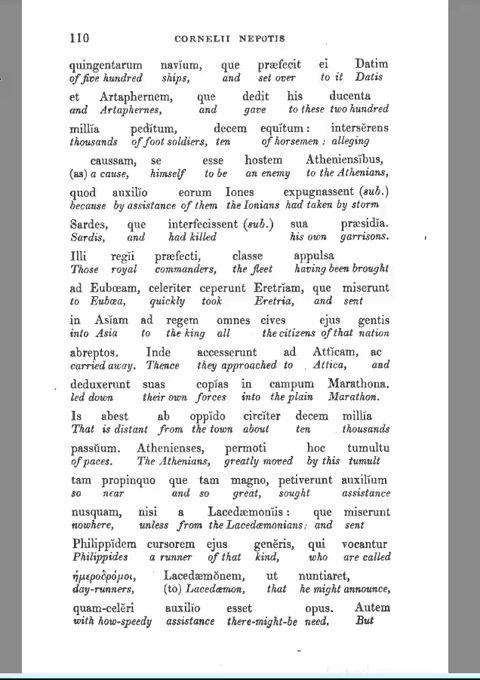 110 CORNELII NEPOTIS
quingentarum navĭum, que præfecit ei Datim
of five hundred ships, and set over to it Datis
et Artaphernem, que dedit his ducenta
and Artaphernes, and gave to these two hundred
millĭa pedĭtum, decem equĭtum : intersĕrens
thousands of foot soldiers, ten of horsemen : alleging
caussam, se esse hostem Atheniensĭbus,
(as) a cause, himself to be an enemy to the Athenians,
quod auxilĭo eorum Iones expugnassent (sub.)
because by assistance of them the Ionians had taken by storm
Sardes, que interfecissent (sub.) sua præsidĭa.
Sardis, and had killed his own garrisons.
Illi regĭi præfecti, classe appulsa
Those royal commanders, the fleet having been brought
ad Eubœam, celerĭter ceperunt Eretrĭam, que miserunt
to Eubœa, quickly took Eretria, and sent
in Asĭam ad regem omnes cives ejus gentis
into Asia to the king all the citizens of that nation
abreptos. Inde accesserunt ad Attĭcam, ac
carried away. Thence they approached to Attica, and
deduxerunt suas copĭas in campum Marathona.
led down their own forces into the plain Marathon.
Is abest ab oppĭdo circĭter decem millĭa
That is distant from the town about ten thousands
passŭum. Athenienses, permoti hoc tumultu
of paces. The Athenians, greatly moved by this tumult
tam propinquo que tam magno, petiverunt auxilĭum
so near and so great, sought assistance
nusquam, nisi a Lacedæmonĭis : que miserunt
nowhere, unless from the Lacedæmonians : and sent
Philippĭdem cursorem ejus genĕris, qui vocantur
Philippides a runner of that kind, who are called
ἡμεροδρόμοι, Lacedæmŏnem, ut nuntiaret,
day-runners, (to) Lacedæmon, that he might announce,
quam-celĕri auxilĭo esset opus. Autem
with how-speedy assistance there-might-be need. But